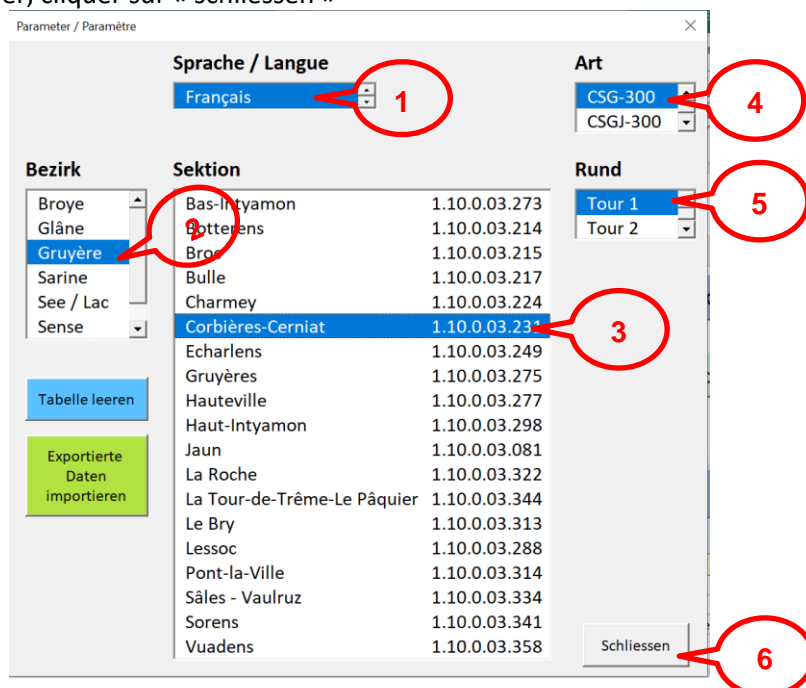 er, cliquer sur « schliessen »
Parameter / Paramètre
Sprache / Langue
Français
1
Art
CSG-300
CSGJ-300
4
Bezirk
Broye
Glâne
Gruyère
Sarine
See / Lac
Sense
2
Sektion
Bas-Intyamon 1.10.0.03.273
Botterens 1.10.0.03.214
Broc 1.10.0.03.215
Bulle 1.10.0.03.217
Charmey 1.10.0.03.224
Corbières-Cerniat 1.10.0.03.231
Echarlens 1.10.0.03.249
Gruyères 1.10.0.03.275
Hauteville 1.10.0.03.277
Haut-Intyamon 1.10.0.03.298
Jaun 1.10.0.03.081
La Roche 1.10.0.03.322
La Tour-de-Trême-Le Pâquier 1.10.0.03.344
Le Bry 1.10.0.03.313
Lessoc 1.10.0.03.288
Pont-la-Ville 1.10.0.03.314
Sâles - Vaulruz 1.10.0.03.334
Sorens 1.10.0.03.341
Vuadens 1.10.0.03.358
3
Rund
Tour 1
Tour 2
5
Tabelle leeren
Exportierte
Daten
importieren
Schliessen
6